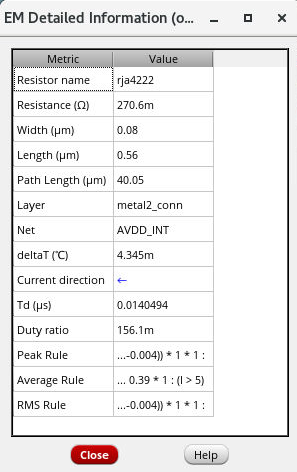 EM Detailed Information (o...
Metric Value
Resistor name rja4222
Resistance (Ω) 270.6m
Width (μm) 0.08
Length (μm) 0.56
Path Length (μm) 40.05
Layer metal2_conn
Net AVDD_INT
deltaT (℃) 4.345m
Current direction ←
Td (μs) 0.0140494
Duty ratio 156.1m
Peak Rule ...-0.004)) * 1 * 1 :
Average Rule ... 0.39 * 1 : (l > 5)
RMS Rule ...-0.004)) * 1 * 1 :
Close Help